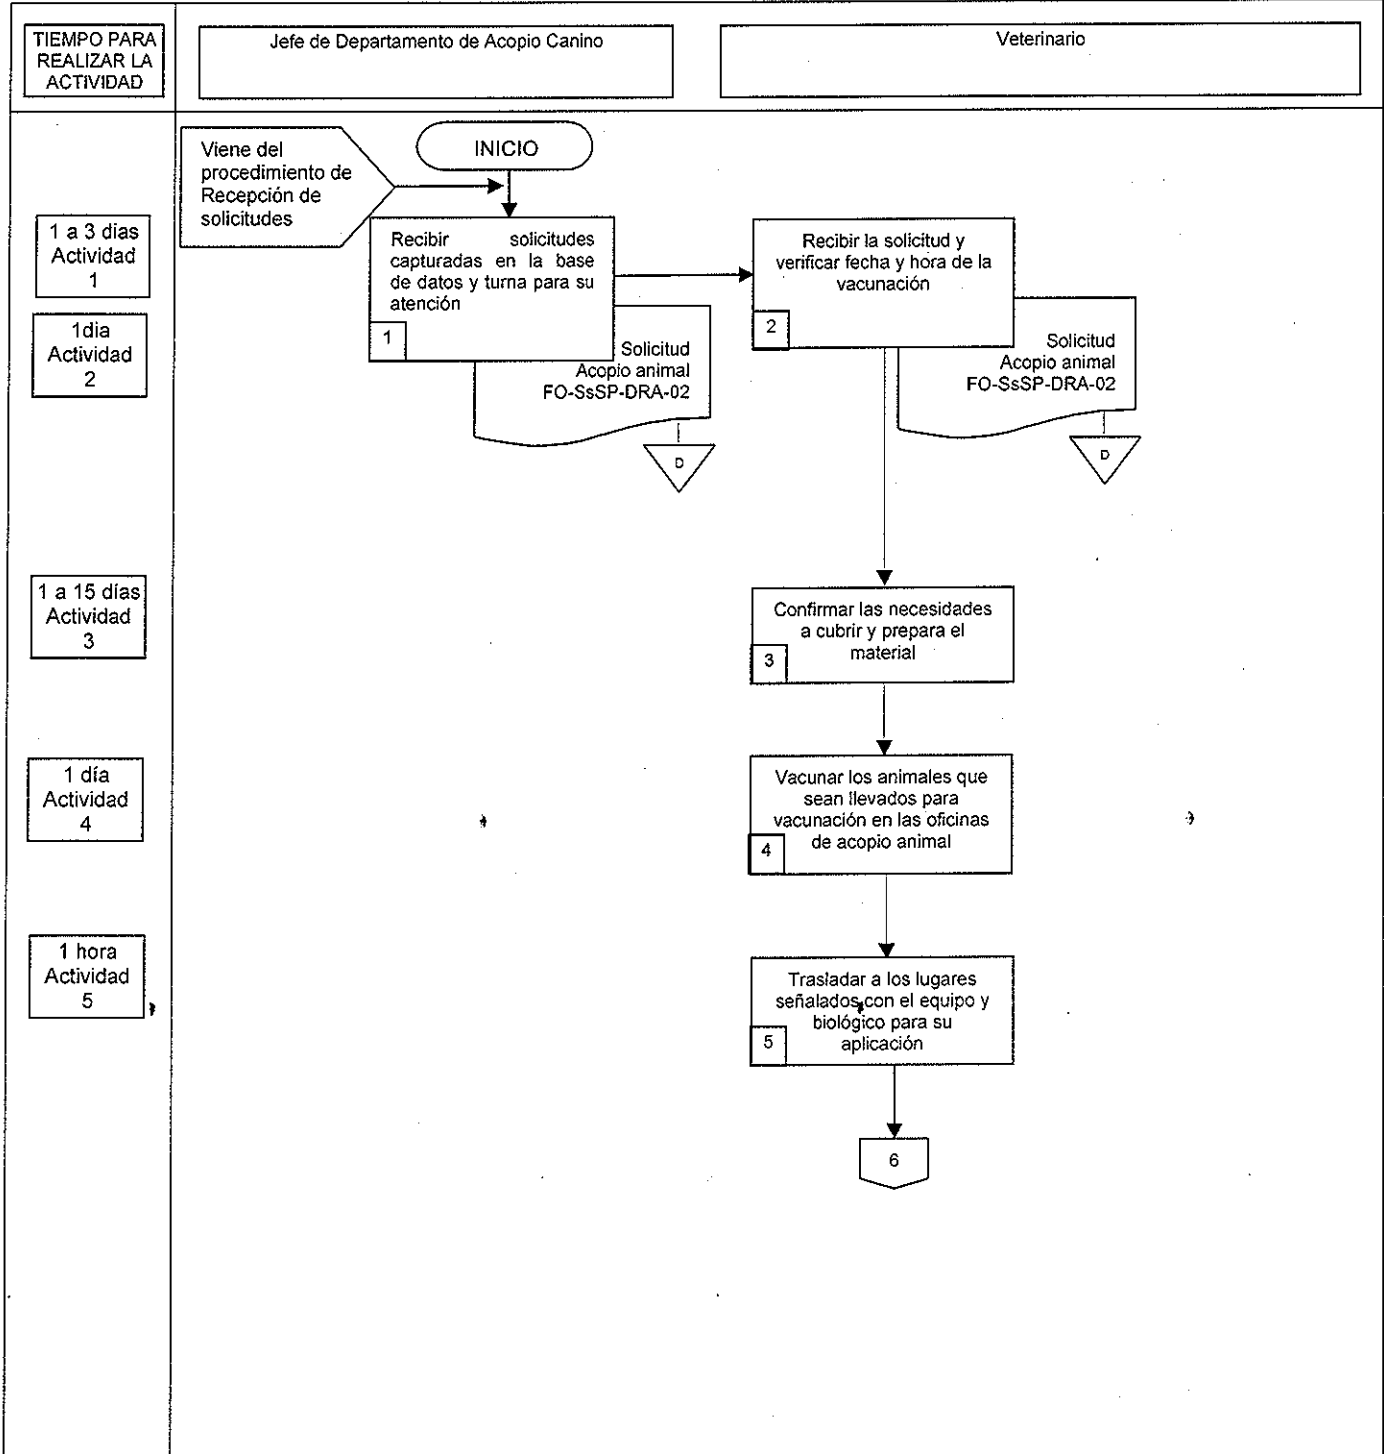 TIEMPO PARA
REALIZAR LA
ACTIVIDAD
Jefe de Departamento de Acopio Canino
Veterinario
Viene del
procedimiento de
Recepción de
solicitudes
INICIO
1 a 3 dias
Actividad
1
Recibir solicitudes
capturadas en la base
de datos y turna para su
atención
1
Solicitud
Acopio animal
FO-SsSP-DRA-02
D
Recibir la solicitud y
verificar fecha y hora de la
vacunación
2
Solicitud
Acopio animal
FO-SsSP-DRA-02
D
1dia
Actividad
2
1 a 15 días
Actividad
3
Confirmar las necesidades
a cubrir y prepara el
material
3
1 día
Actividad
4
Vacunar los animales que
sean llevados para
vacunación en las oficinas
de acopio animal
4
1 hora
Actividad
5
Trasladar a los lugares
señalados con el equipo y
biológico para su
aplicación
5
6